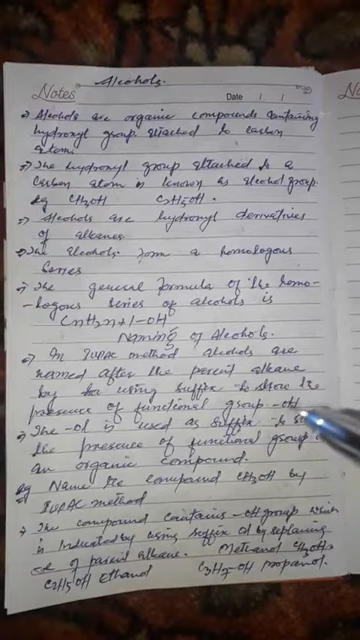 Alcohols.
Notes
Date / /
→ Alcohols are organic compounds containing
hydroxyl group attached to carbon
atom.
→ The hydroxyl group attached to a
carbon atom is known as alcohol group.
eg CH3OH C2H5OH.
→ Alcohols are hydroxyl derivatives
of alkanes
→ The alcohols form a homologous
series
→ The general formula of the homo-
-logous series of alcohols is
CnH2n+1-OH
Naming of Alcohols.
→ In IUPAC method alcohols are
named after the parent alkane
by using suffix to show the
presence of functional group -OH
→ The -ol is used as suffix to
the presence of functional group
an organic compound.
eg Name the compound CH3OH by
IUPAC method
→ The compound contains -OH group which
is indicated by using suffix ol by replacing
of parent alkane. Methanol CH3OH
C2H5OH Ethanol C3H7-OH Propanol.